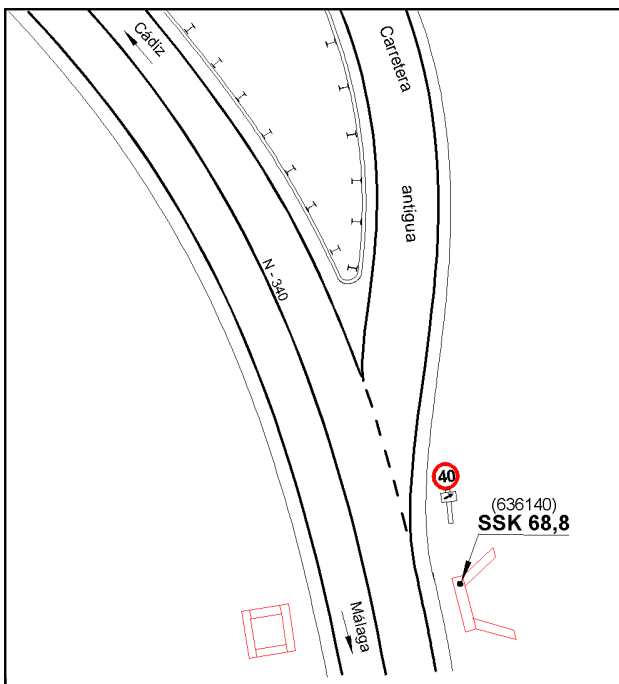 Cádiz
Carretera
antigua
N - 340
40
(636140)
SSK 68,8
Málaga